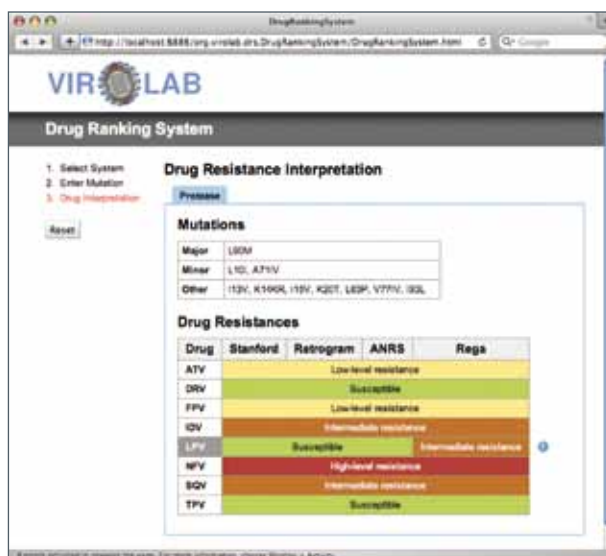 DrugRankingSystem
http://localhost:8888/org.virolab.drs.DrugRankingSystem/DrugRankingSystem.html
Google
VIROLAB
Drug Ranking System
1. Select System
2. Enter Mutation
3. Drug Interpretation
Reset
Drug Resistance Interpretation
Protease
Mutations
Major L90M
Minor L10I, A71IV
Other I13V, K14KR, I15V, K20T, L63P, V77IV, I93L
Drug Resistances
Drug Stanford Retrogram ANRS Rega
ATV Low-level resistance
DRV Susceptible
FPV Low-level resistance
IDV Intermediate resistance
LPV Susceptible Intermediate resistance
NFV High-level resistance
SQV Intermediate resistance
TPV Susceptible